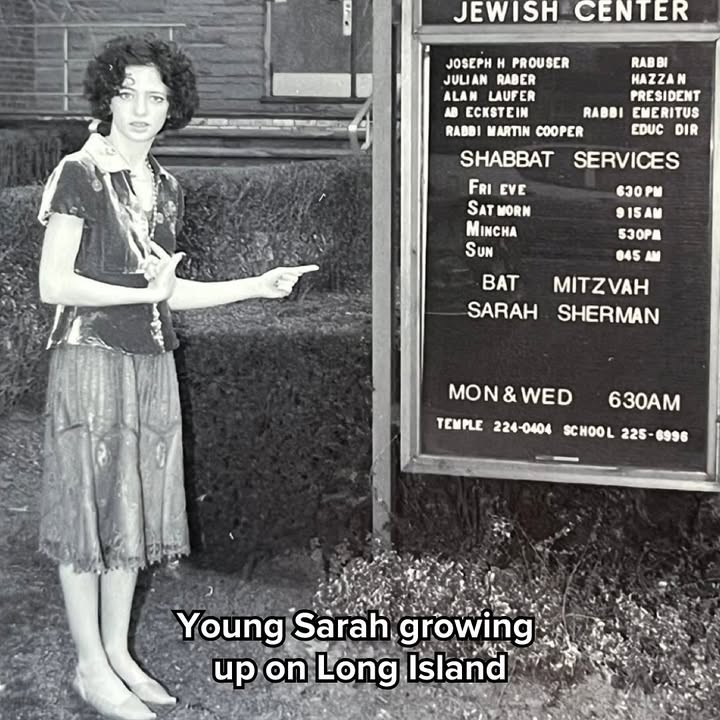 JEWISH CENTER
JOSEPH H PROUSER RABBI
JULIAN RABER HAZZAN
ALAN LAUFER PRESIDENT
AB ECKSTEIN RABBI EMERITUS
RABBI MARTIN COOPER EDUC DIR
SHABBAT SERVICES
FRI EVE 630 PM
SAT MORN 915 AM
MINCHA 530PM
SUN 845 AM
BAT MITZVAH
SARAH SHERMAN
MON & WED 630AM
TEMPLE 224-0404 SCHOOL 225-6996
Young Sarah growing
up on Long Island